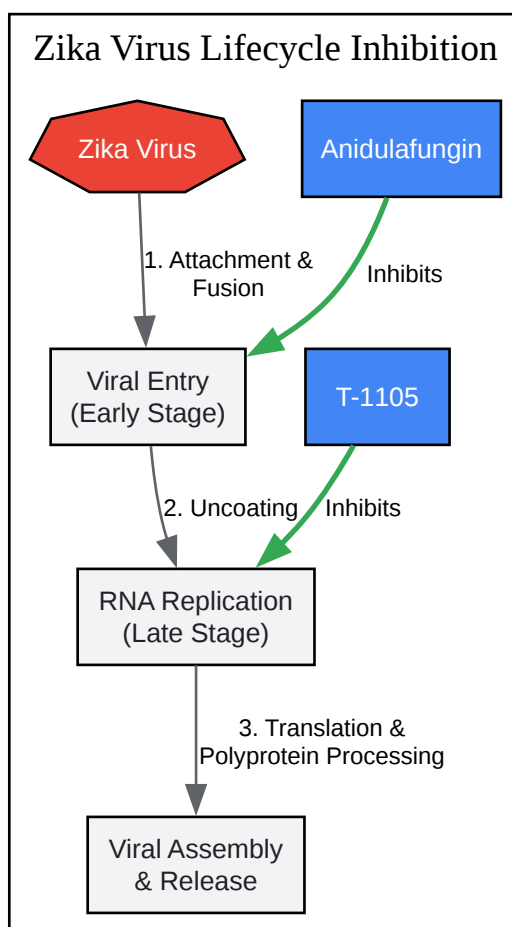 Zika Virus Lifecycle Inhibition
Zika Virus
Anidulafungin
1. Attachment &
Fusion
Inhibits
Viral Entry
(Early Stage)
T-1105
2. Uncoating
Inhibits
RNA Replication
(Late Stage)
3. Translation &
Polyprotein Processing
Viral Assembly
& Release